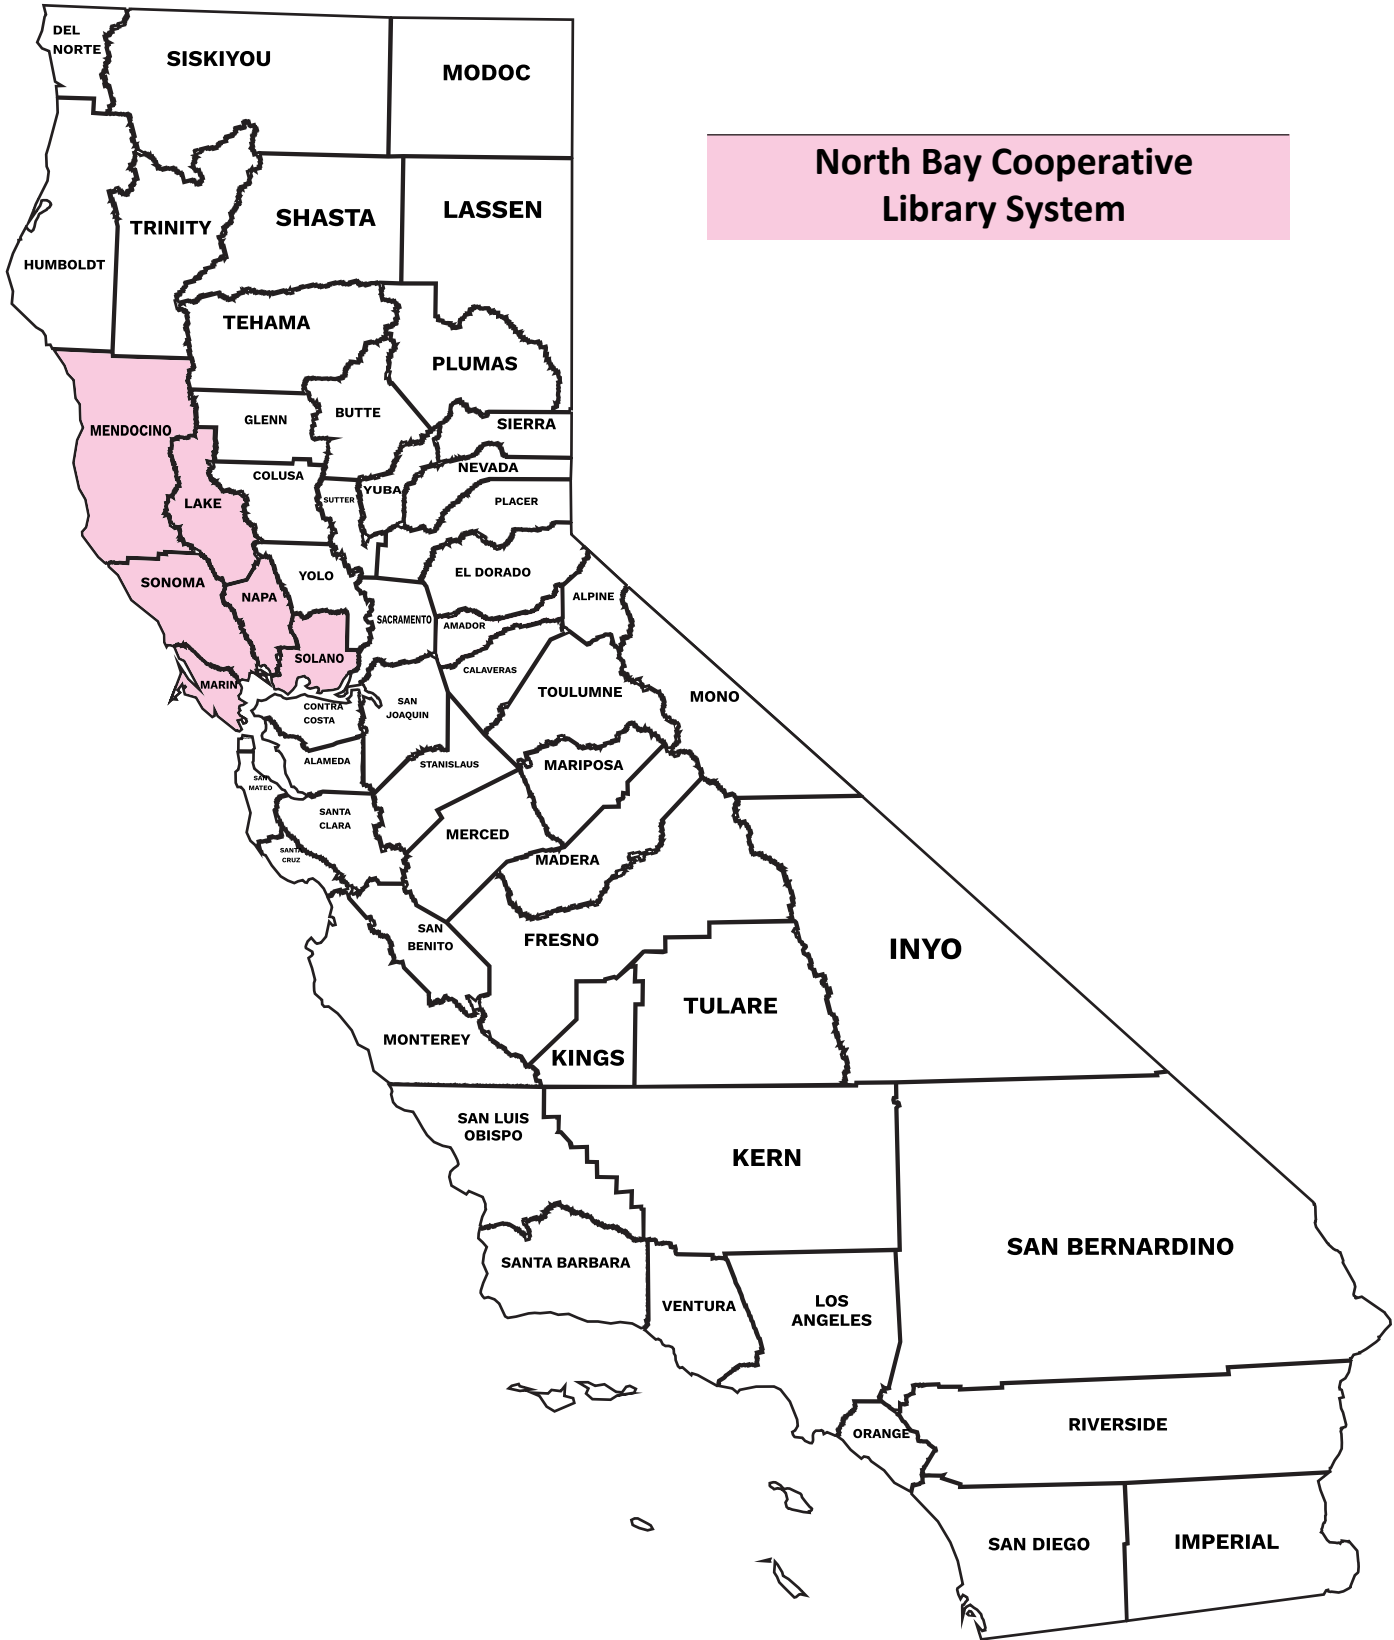 DEL
NORTE
SISKIYOU
MODOC
North Bay Cooperative
Library System
TRINITY
SHASTA
LASSEN
HUMBOLDT
TEHAMA
PLUMAS
MENDOCINO
GLENN
BUTTE
SIERRA
COLUSA
NEVADA
LAKE
SUTTER
YUBA
PLACER
SONOMA
NAPA
YOLO
EL DORADO
ALPINE
SACRAMENTO
AMADOR
SOLANO
CALAVERAS
MARIN
TOULUMNE
MONO
CONTRA
COSTA
SAN
JOAQUIN
ALAMEDA
STANISLAUS
MARIPOSA
SAN
MATEO
SANTA
CLARA
MERCED
SANTA
CRUZ
MADERA
SAN
BENITO
FRESNO
INYO
TULARE
MONTEREY
KINGS
SAN LUIS
OBISPO
KERN
SAN BERNARDINO
SANTA BARBARA
VENTURA
LOS
ANGELES
ORANGE
RIVERSIDE
SAN DIEGO
IMPERIAL